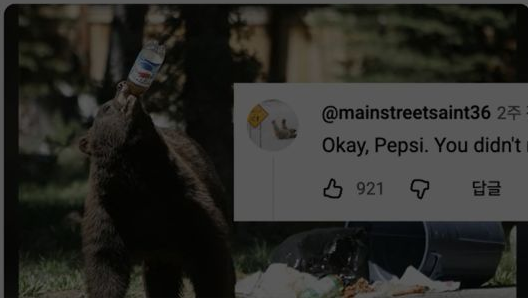 @mainstreetsaint36 2주
Okay, Pepsi. You didn't
921 답글